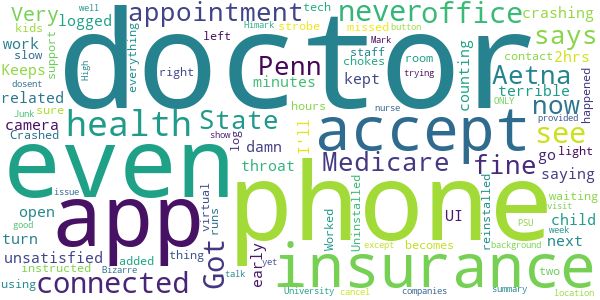 doctor
phone
app
even
accept
insurance
health
connected
never
office
appointment
says
Very
logged
kids
well
Himark
strobe
tech
missed
button
crashing
work
slow
support
everything
High
left
Mark
staff
chokes
room
contact
2hrs
Keeps
Junk
sure
dosent
right
minutes
kept
trying
nurse
counting
Aetna
terrible
Penn
related
camera
Crashed
happened
hours
ONLY
provided
now
State
I'll
see
log
show
damn
Medicare
fine
go
light
saying
issue
good
throat
open
unsatisfied
turn
using
instructed
Bizarre
added
thing
virtual
runs
Got
talk
yet
early
Worked
Uninstalled
UI
reinstalled
PSU
child
waiting
visit
next
week
except
becomes
background
two
University
cancel
companies
summary
location